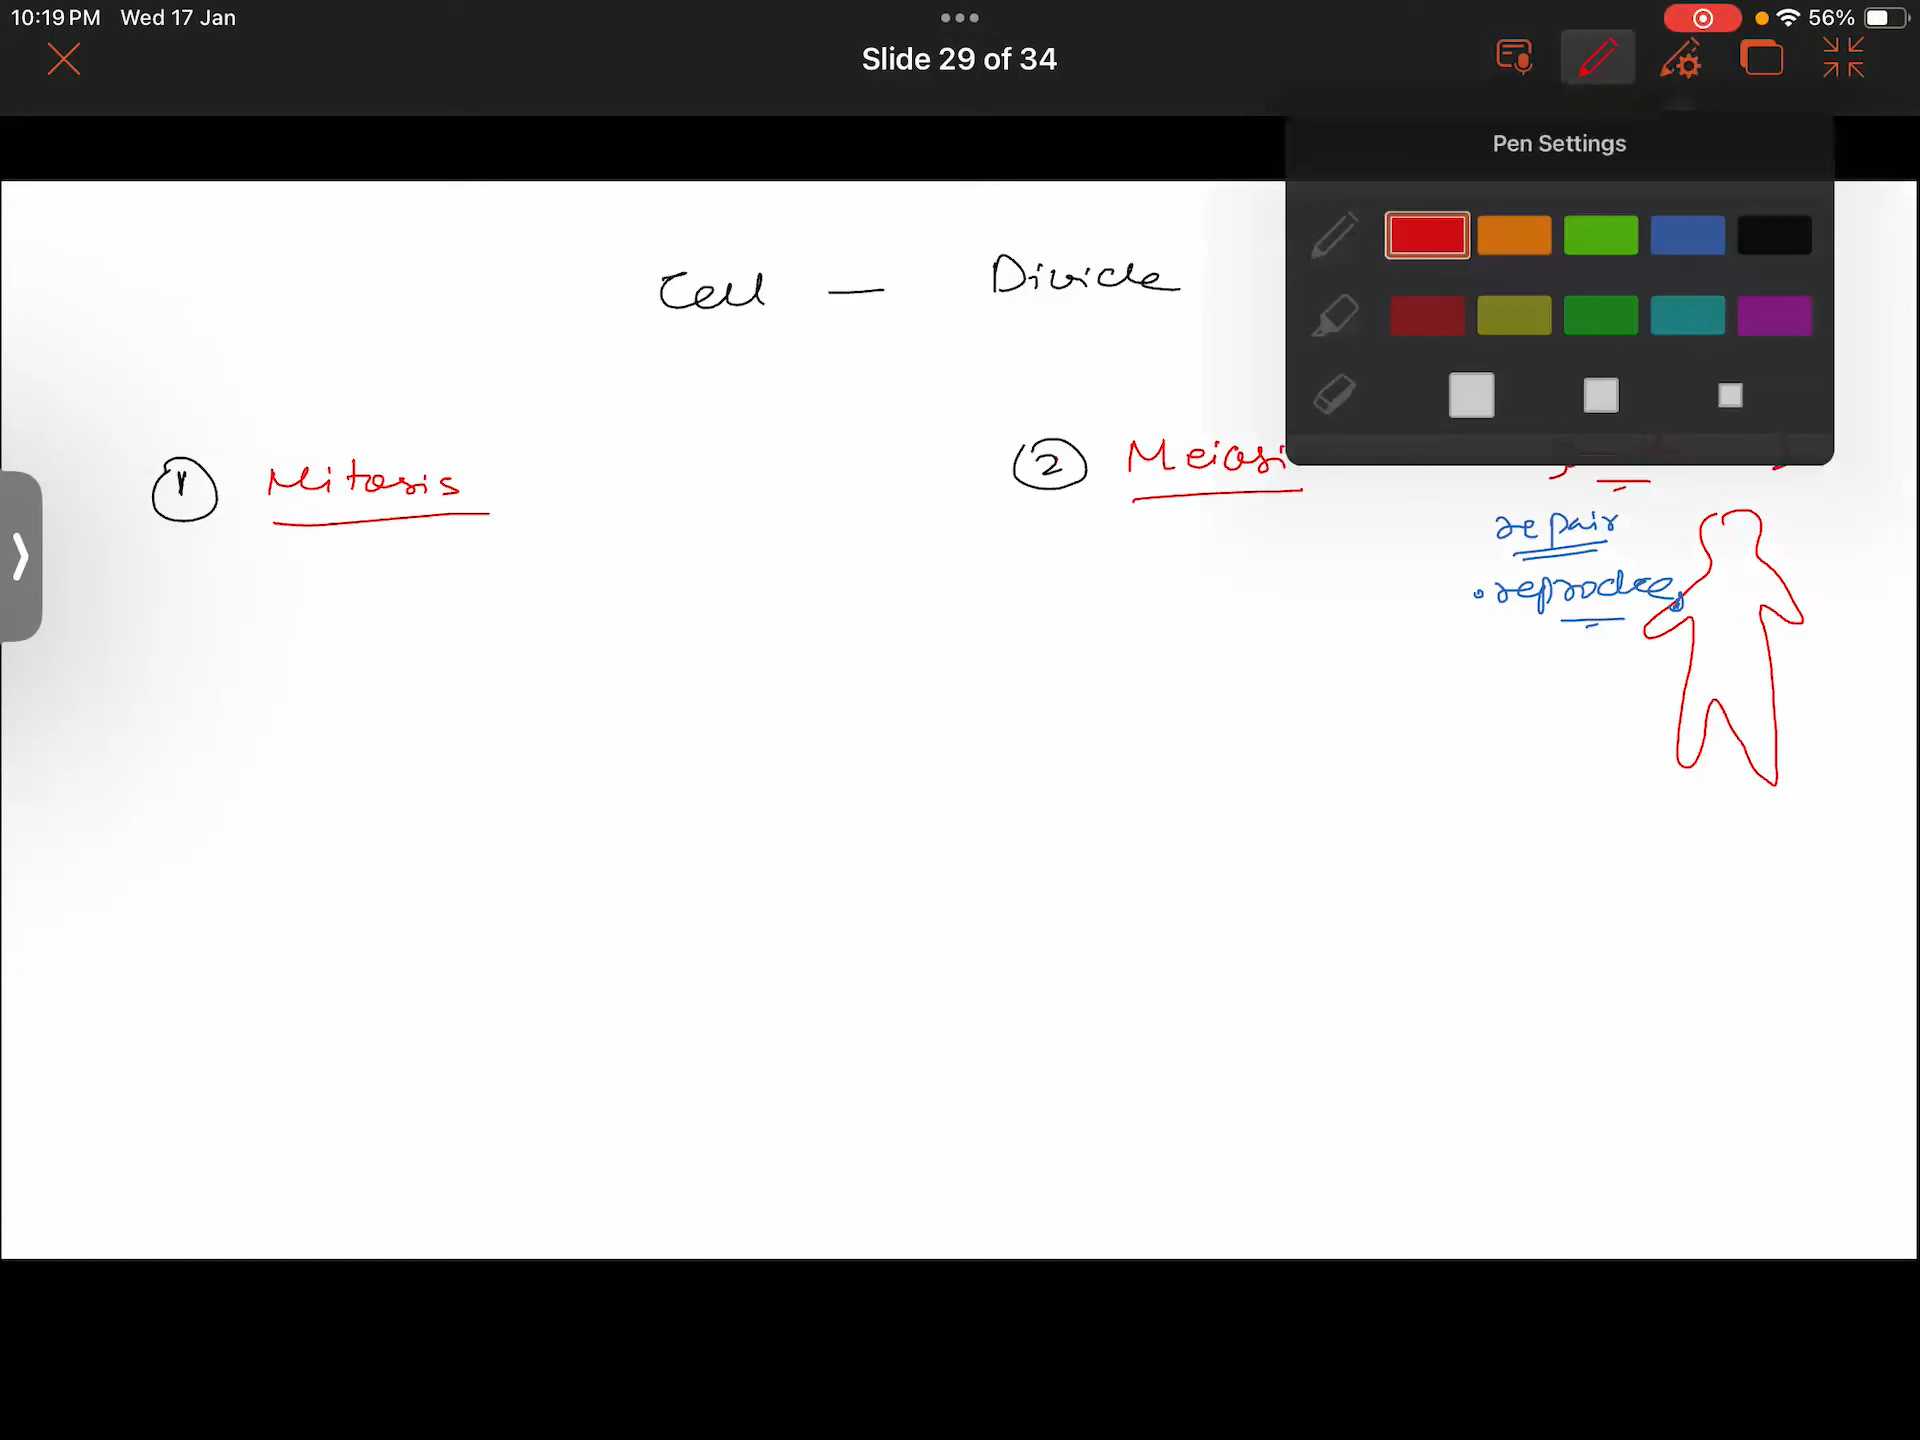 10:19 PM Wed 17 Jan
56%
Slide 29 of 34
Pen Settings
Cell — Divide
1 Mitosis
2 Meiosi
repair
• reproduce